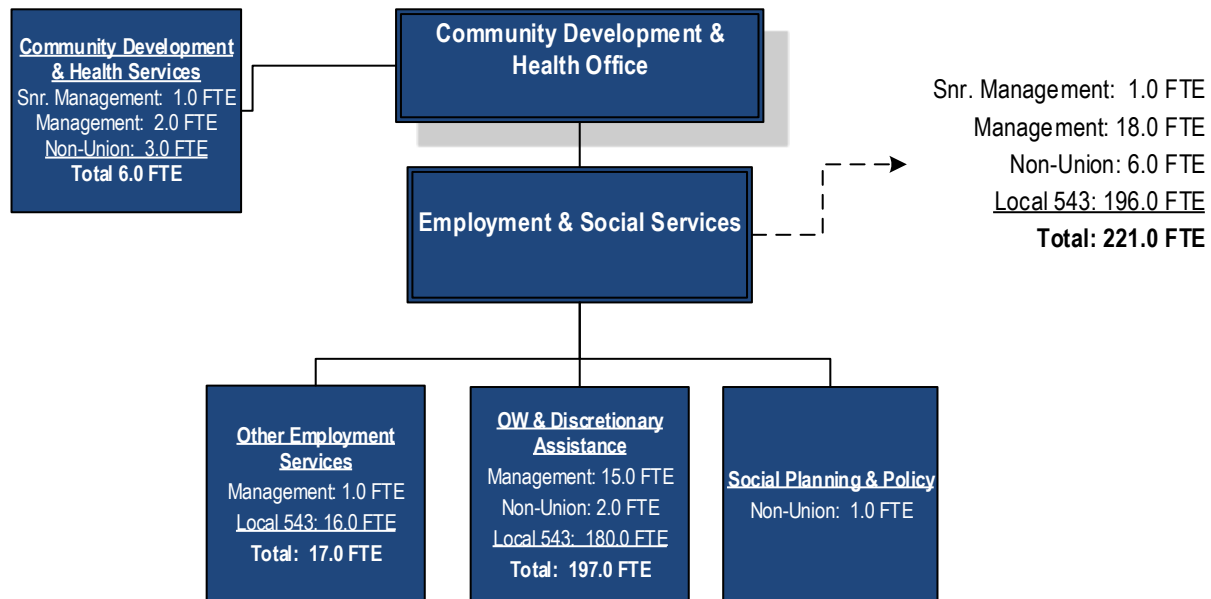 Community Development
& Health Services
Snr. Management: 1.0 FTE
Management: 2.0 FTE
Non-Union: 3.0 FTE
Total 6.0 FTE
Community Development &
Health Office
Snr. Management: 1.0 FTE
Management: 18.0 FTE
Non-Union: 6.0 FTE
Local 543: 196.0 FTE
Total: 221.0 FTE
Employment & Social Services
Other Employment
Services
Management: 1.0 FTE
Local 543: 16.0 FTE
Total: 17.0 FTE
OW & Discretionary
Assistance
Management: 15.0 FTE
Non-Union: 2.0 FTE
Local 543: 180.0 FTE
Total: 197.0 FTE
Social Planning & Policy
Non-Union: 1.0 FTE